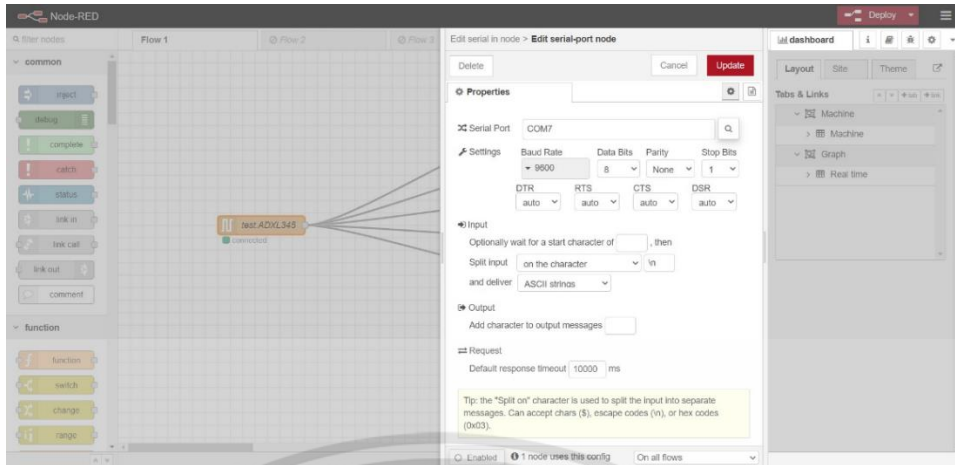 Node-RED
Deploy
filter nodes
Flow 1
Flow 2
Flow 3
Edit serial in node > Edit serial-port node
dashboard
common
Delete
Cancel
Update
Layout
Site
Theme
Properties
Tabs & Links
tab
link
inject
Machine
debug
Serial Port
COM7
Machine
complete
Settings
Baud Rate
Data Bits
Parity
Stop Bits
Graph
catch
9600
8
None
1
Real time
status
DTR
RTS
CTS
DSR
auto
auto
auto
auto
link in
test ADXL345
Input
connected
link call
Optionally wait for a start character of
, then
link out
Split input
on the character
\n
comment
and deliver
ASCII strings
Output
function
Add character to output messages
function
Request
Default response timeout
10000
ms
switch
change
Tip: the "Split on" character is used to split the input into separate
messages. Can accept chars ($), escape codes (\n), or hex codes
(0x03).
range
Enabled
1 node uses this config
On all flows